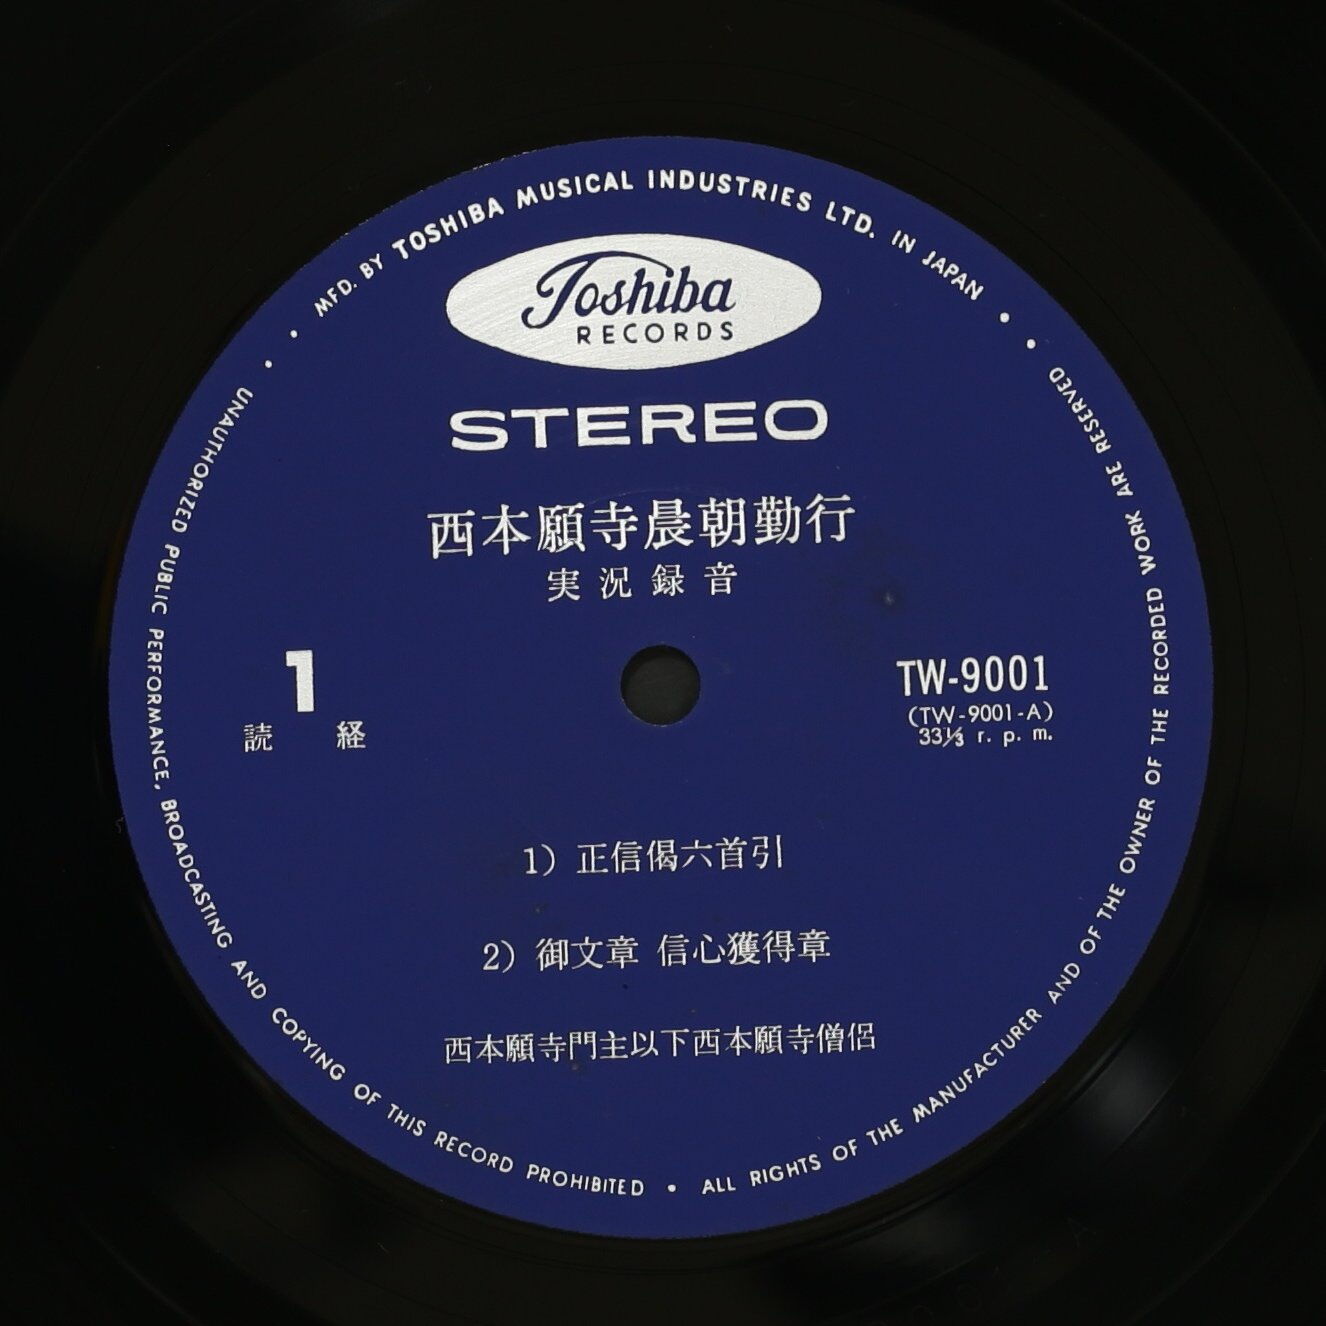 MFD. BY TOSHIBA MUSICAL INDUSTRIES LTD. IN JAPAN
Toshiba
RECORDS
STEREO
西本願寺晨朝勤行
実況録音
1
読経
TW-9001
(TW-9001-A)
33⅓ r. p. m.
1) 正信偈六首引
2) 御文章 信心獲得章
西本願寺門主以下西本願寺僧侶
UNAUTHORIZED PUBLIC PERFORMANCE, BROADCASTING AND COPYING OF THIS RECORD PROHIBITED • ALL RIGHTS OF THE MANUFACTURER AND OF THE OWNER OF THE RECORDED WORK ARE RESERVED